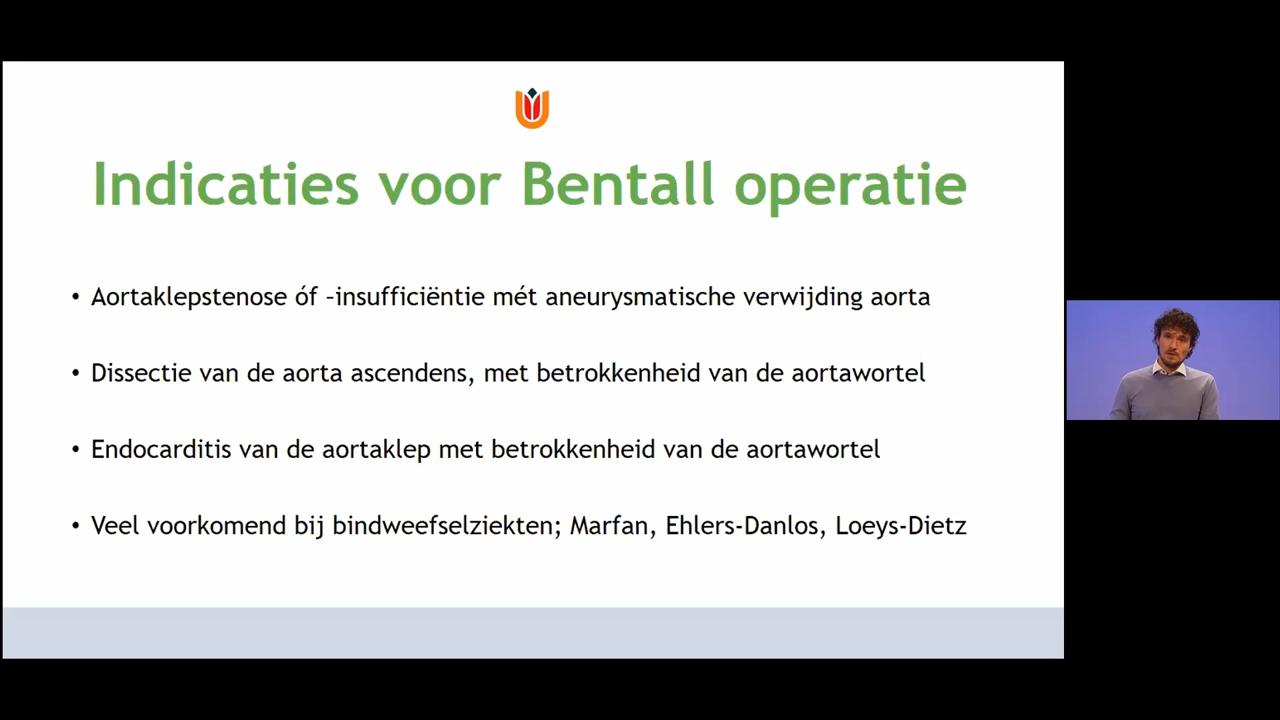 Indicaties voor Bentall operatie
• Aortaklepstenose óf –insufficiëntie mét aneurysmatische verwijding aorta
• Dissectie van de aorta ascendens, met betrokkenheid van de aortawortel
• Endocarditis van de aortaklep met betrokkenheid van de aortawortel
• Veel voorkomend bij bindweefselziekten; Marfan, Ehlers-Danlos, Loeys-Dietz